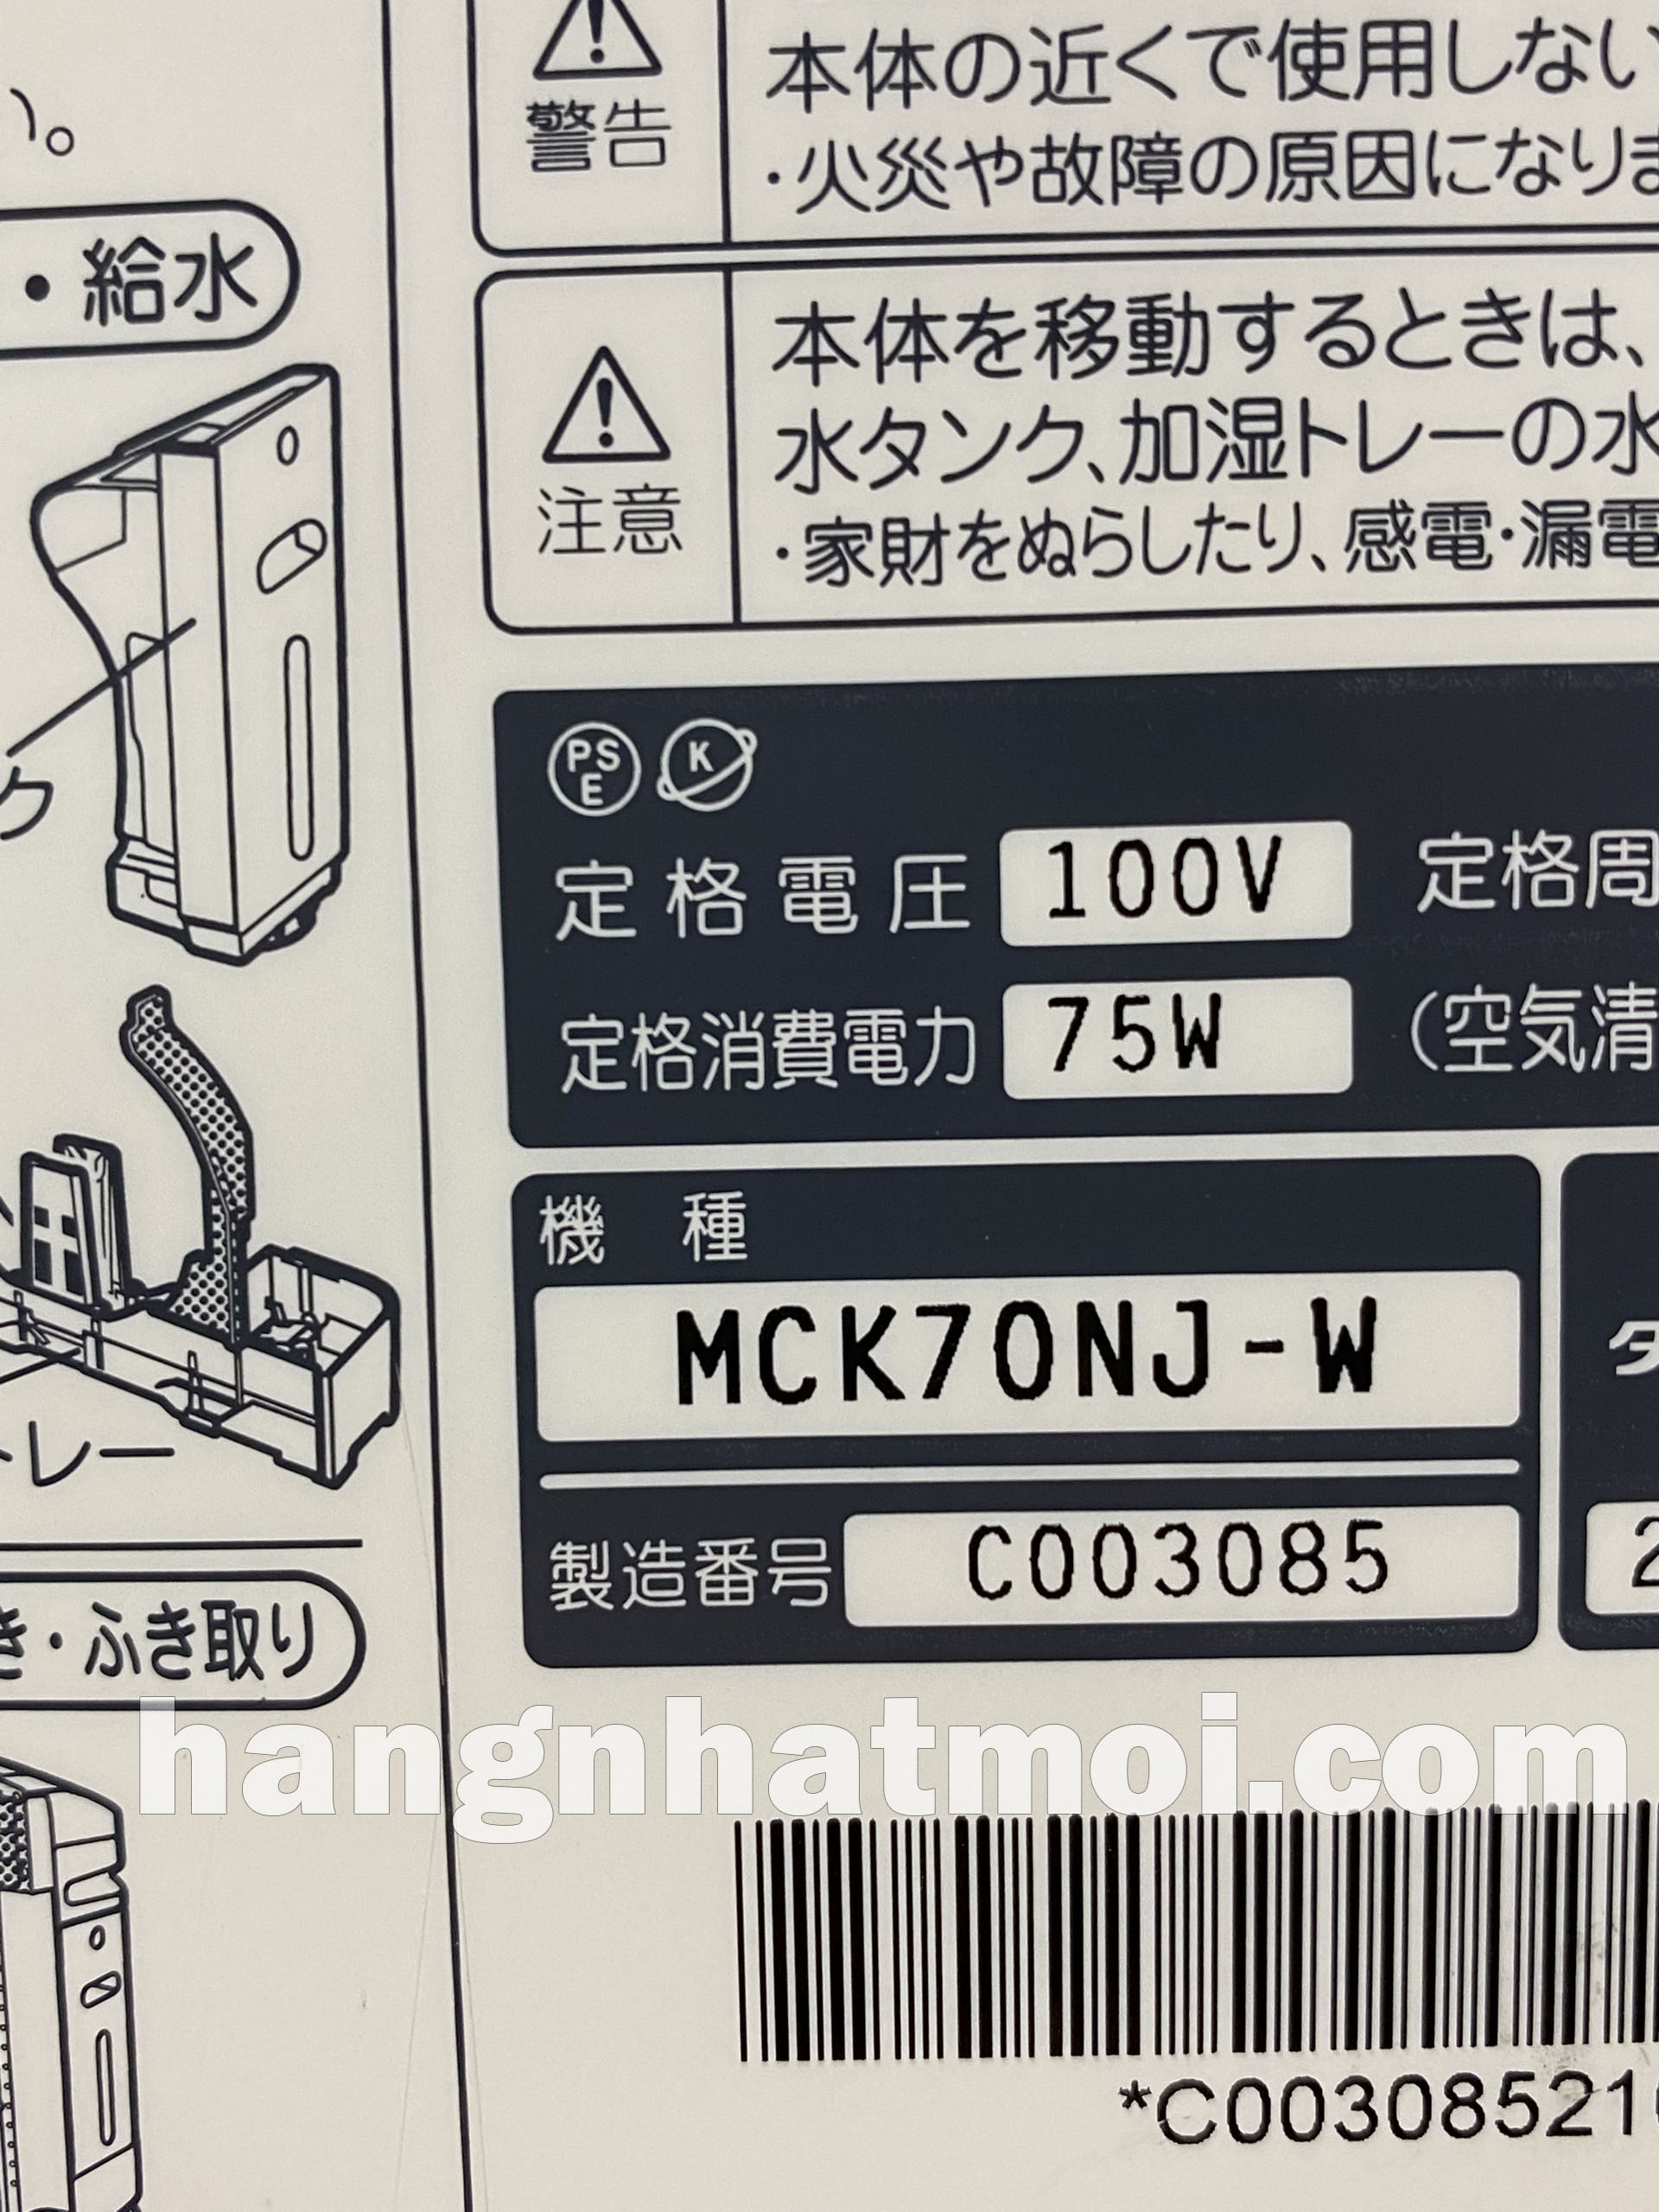 い。
・給水
ク
トレー
き・ふき取り
警告
本体の近くで使用しない
・火災や故障の原因になりま
注意
本体を移動するときは、
水タンク、加湿トレーの水
・家財をぬらしたり、感電・漏電
PS
E
K
定格電圧 100V 定格周
定格消費電力 75W (空気清
機 種
MCK70NJ-W
製造番号 C003085
タ
2
hangnhatmoi.com
*C00308521